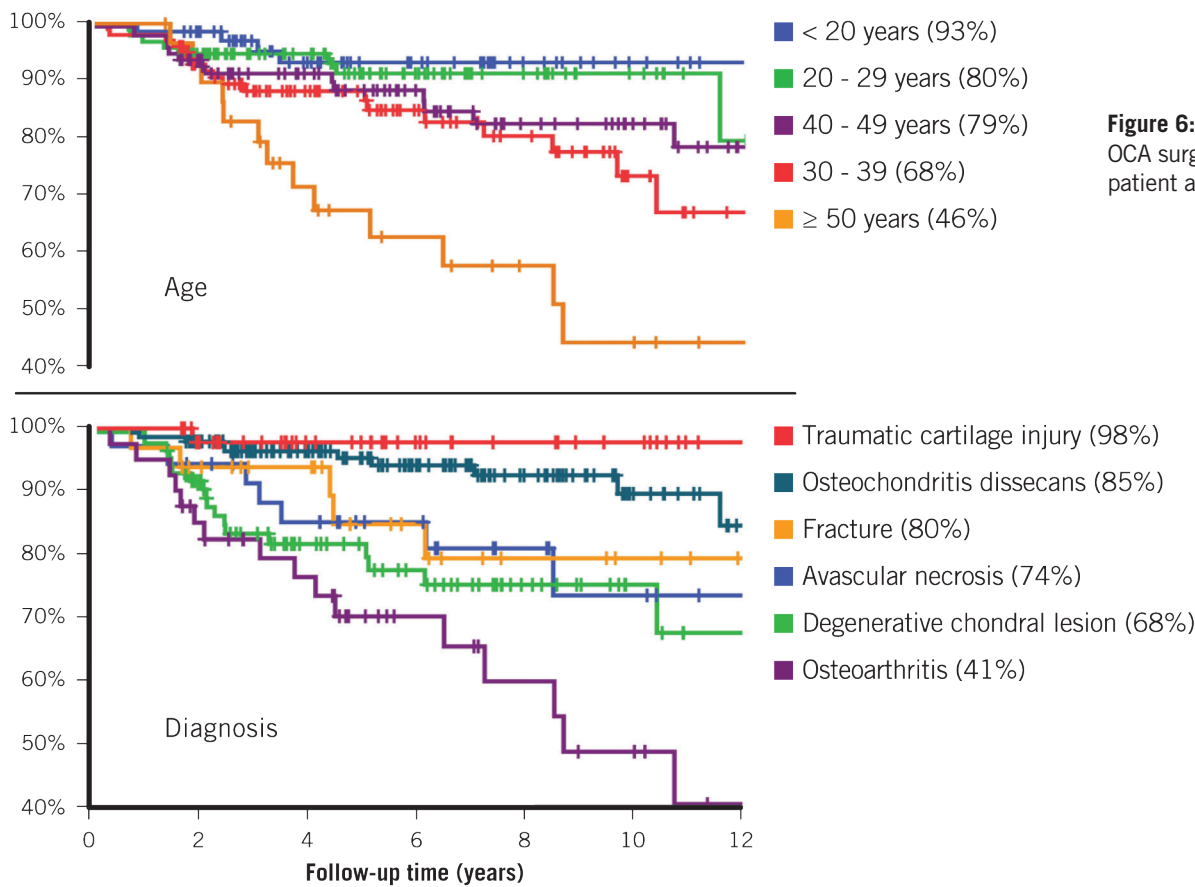 100%
90%
80%
70%
60%
50%
40%
Age
< 20 years (93%)
20 - 29 years (80%)
40 - 49 years (79%)
30 - 39 (68%)
≥ 50 years (46%)
Figure 6:
OCA surg
patient a
100%
90%
80%
70%
60%
50%
40%
Diagnosis
Traumatic cartilage injury (98%)
Osteochondritis dissecans (85%)
Fracture (80%)
Avascular necrosis (74%)
Degenerative chondral lesion (68%)
Osteoarthritis (41%)
0 2 4 6 8 10 12
Follow-up time (years)